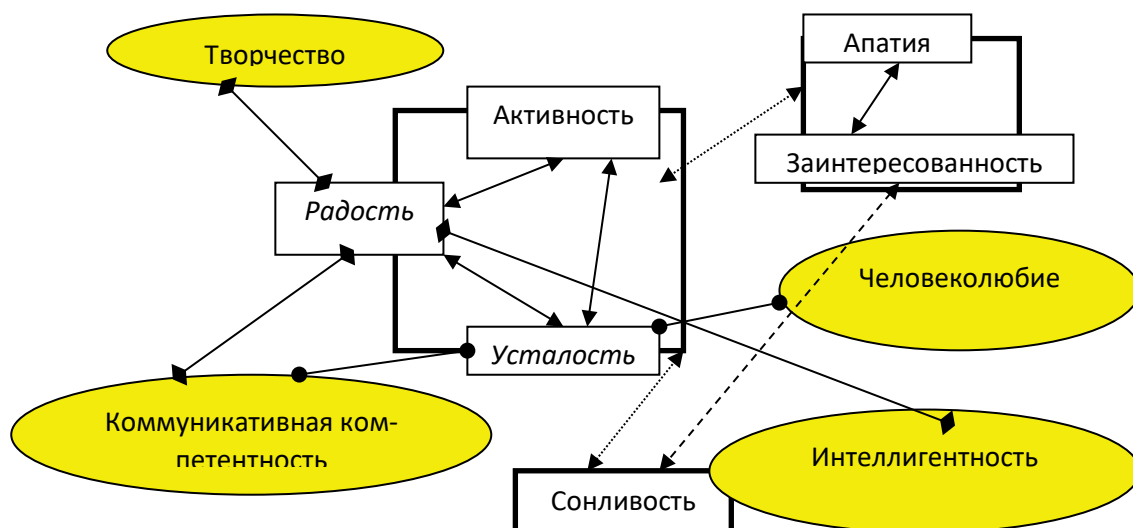 Творчество
Апатия
Активность
Заинтересованность
Радость
Человеколюбие
Усталость
Коммуникативная ком-
петентность
Интеллигентность
Сонливость